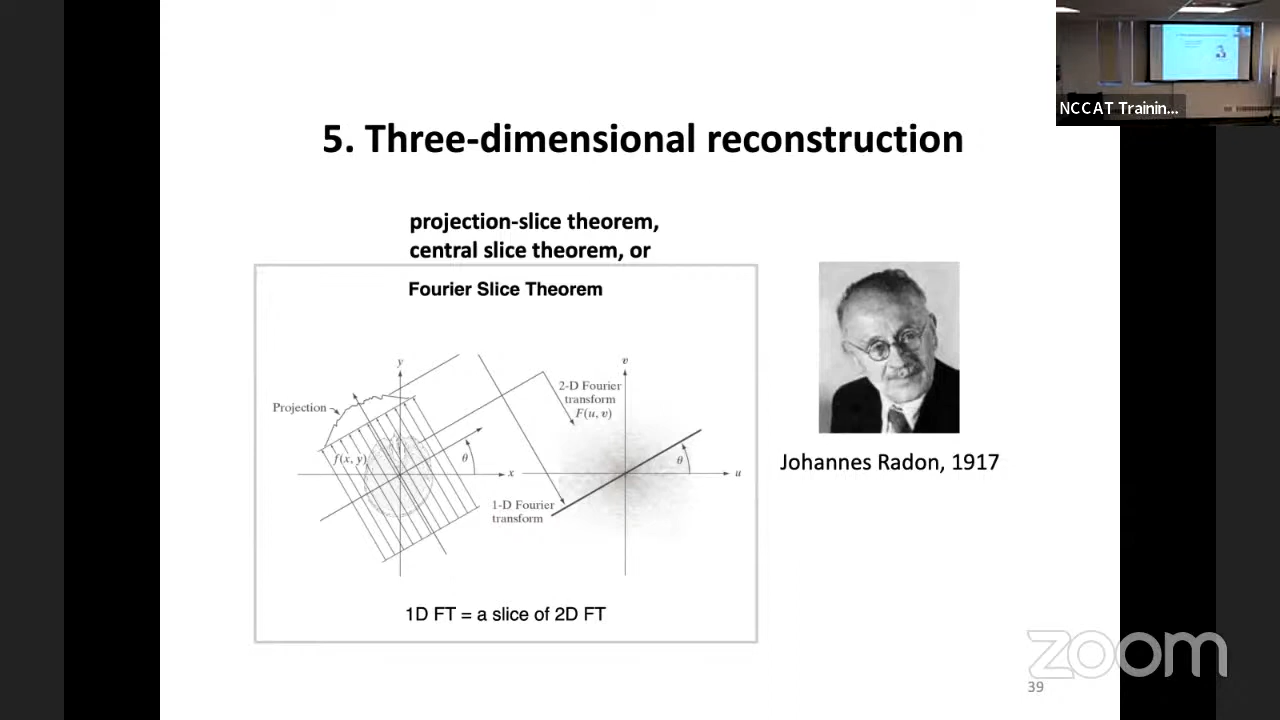 NCCAT Trainin...
5. Three-dimensional reconstruction
projection-slice theorem,
central slice theorem, or
Fourier Slice Theorem
y
Projection
f(x, y)
θ
x
2-D Fourier
transform
F(u, v)
1-D Fourier
transform
v
θ
u
1D FT = a slice of 2D FT
Johannes Radon, 1917
zoom
39